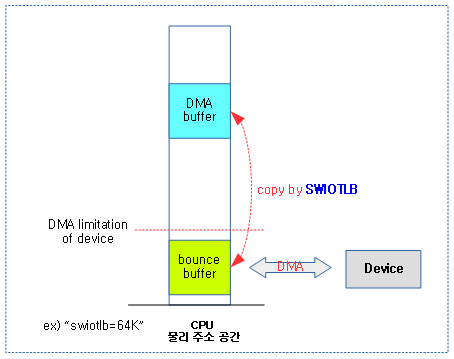 DMA
buffer
copy by SWIOTLB
DMA limitation
of device
bounce
buffer
DMA
Device
ex) "swiotlb=64K"
CPU
물리 주소 공간